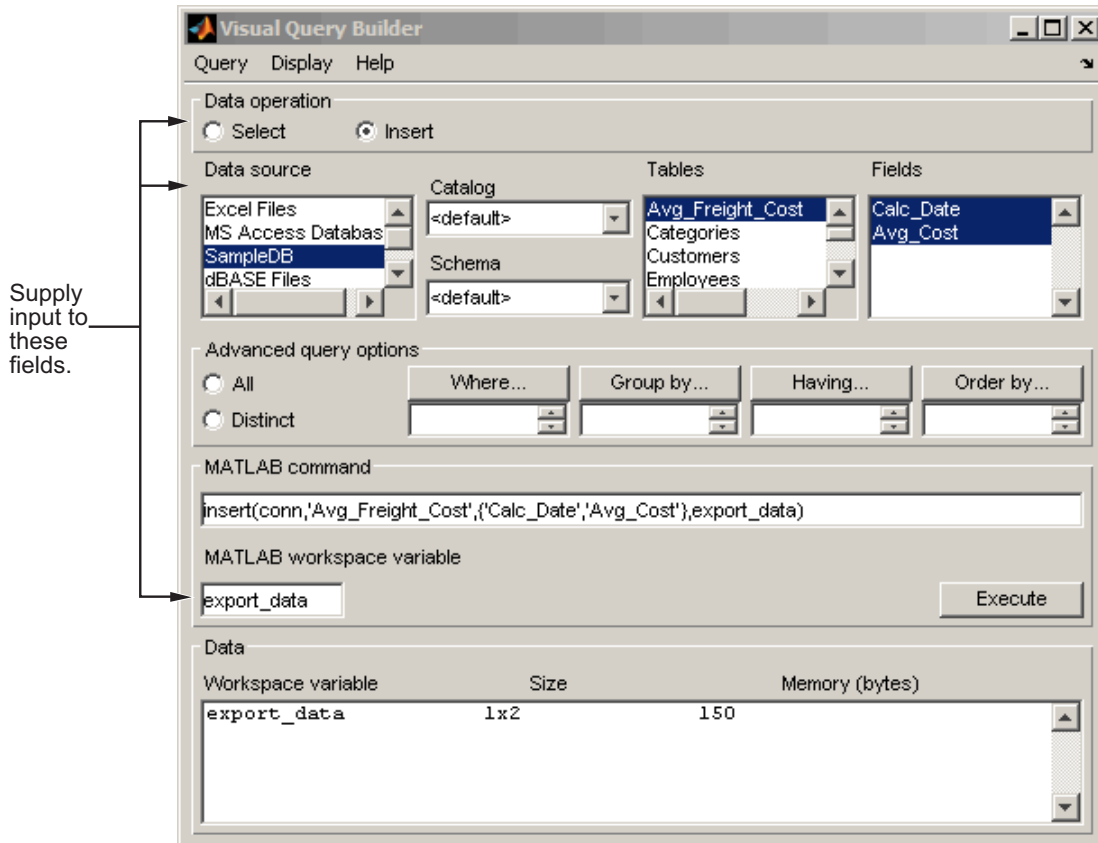 Visual Query Builder
Query Display Help
Data operation
Select Insert
Data source
Catalog
Tables
Fields
Excel Files
MS Access Databas
SampleDB
dBASE Files
<default>
Schema
<default>
Avg_Freight_Cost
Categories
Customers
Employees
Calc_Date
Avg_Cost
Supply
input to
these
fields.
Advanced query options
All
Distinct
Where... Group by... Having... Order by...
MATLAB command
insert(conn,'Avg_Freight_Cost',{'Calc_Date','Avg_Cost'},export_data)
MATLAB workspace variable
export_data
Execute
Data
Workspace variable Size Memory (bytes)
export_data 1x2 150